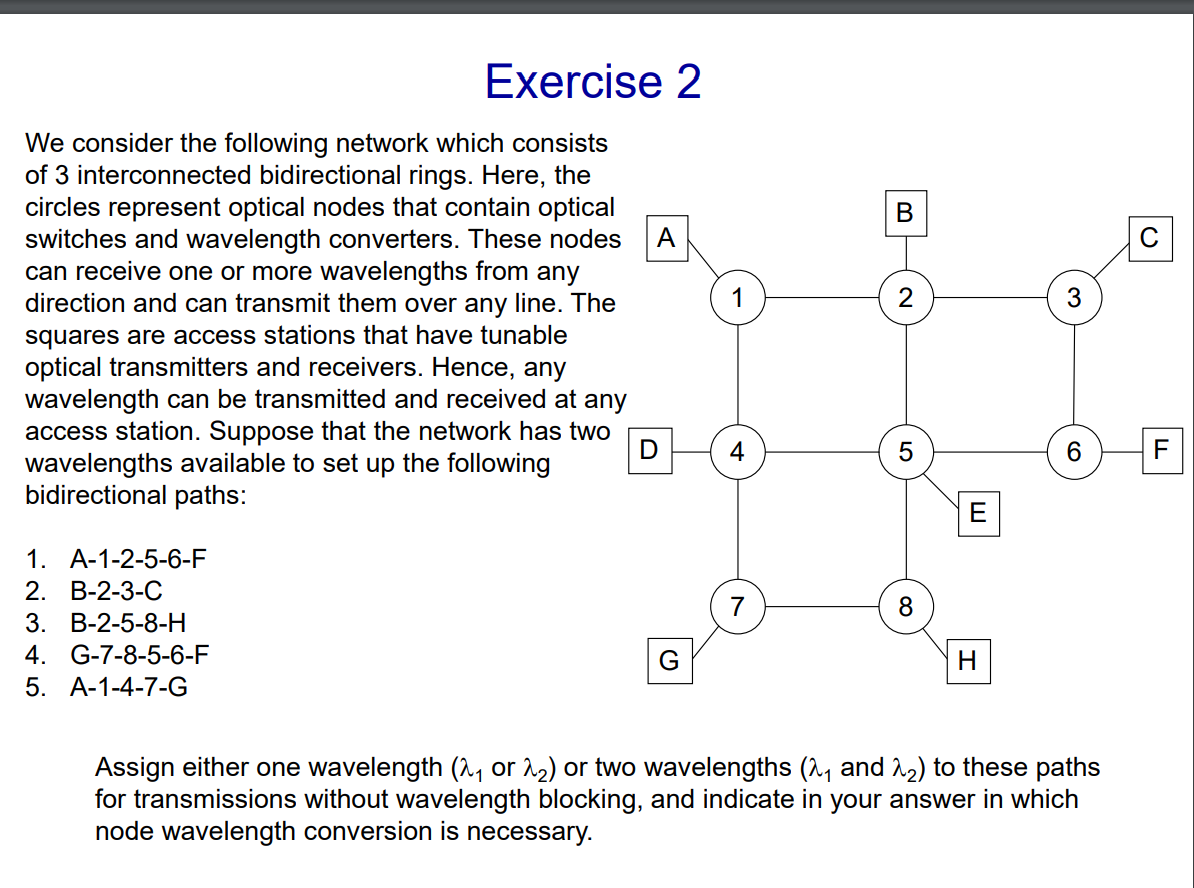 Exercise 2
We consider the following network which consists
of 3 interconnected bidirectional rings. Here, the
circles represent optical nodes that contain optical
switches and wavelength converters. These nodes
can receive one or more wavelengths from any
direction and can transmit them over any line. The
squares are access stations that have tunable
optical transmitters and receivers. Hence, any
wavelength can be transmitted and received at any
access station. Suppose that the network has two
wavelengths available to set up the following
bidirectional paths:
1. A-1-2-5-6-F
2. B-2-3-C
3. B-2-5-8-H
4. G-7-8-5-6-F
5. A-1-4-7-G
B
A
C
1
2
3
D
4
5
6
F
E
7
8
G
H
Assign either one wavelength (λ₁ or λ₂) or two wavelengths (λ₁ and λ₂) to these paths
for transmissions without wavelength blocking, and indicate in your answer in which
node wavelength conversion is necessary.